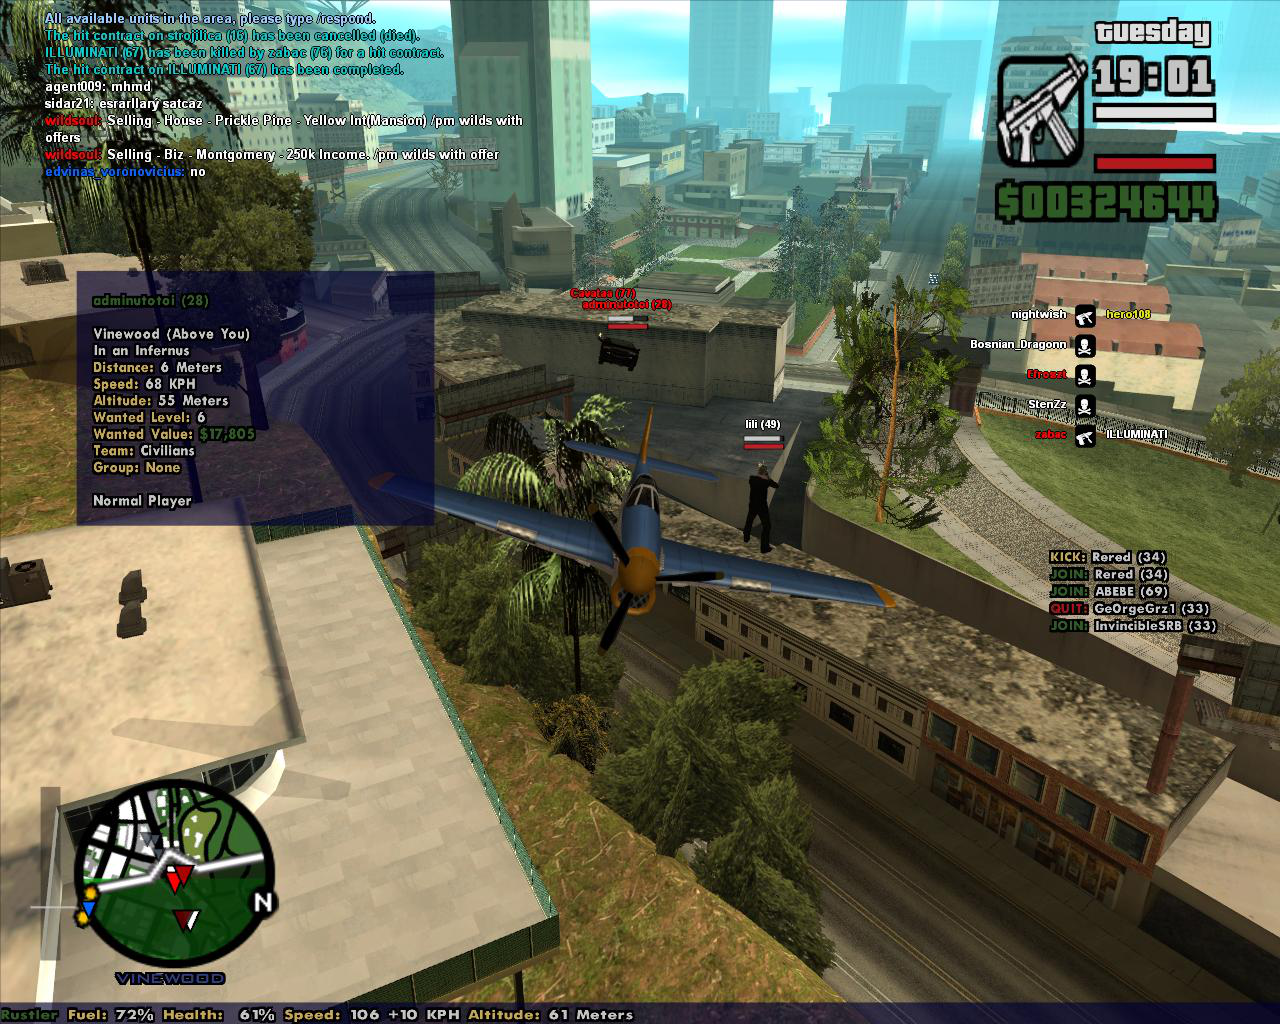 All available units in the area, please type /respond.
The hit contract on strojilica (16) has been cancelled (died).
ILLUMINATI (67) has been killed by zabac (76) for a hit contract.
The hit contract on ILLUMINATI (67) has been completed.
agent009: mhmd
sidar21: esrarllary satcaz
wildsoul: Selling - House - Prickle Pine - Yellow Int(Mansion) /pm wilds with
offers
wildsoul: Selling - Biz - Montgomery - 250k Income. /pm wilds with offer
edvinas_voronovicius: no
tuesday
19:01
$00324644
adminutotoi (28)
Vinewood (Above You)
In an Infernus
Distance: 6 Meters
Speed: 68 KPH
Altitude: 55 Meters
Wanted Level: 6
Wanted Value: $17,805
Team: Civilians
Group: None
Normal Player
Cavalaa (77)
adminutotoi (28)
lili (49)
nightwish hero108
Bosnian_Dragonn
Efrozzt
StenZz
zabac ILLUMINATI
KICK: Rered (34)
JOIN: Rered (34)
JOIN: ABEBE (69)
QUIT: GeOrgeGrz1 (33)
JOIN: InvincibleSRB (33)
N
VINEWOOD
Rustler Fuel: 72% Health: 61% Speed: 106 +10 KPH Altitude: 61 Meters